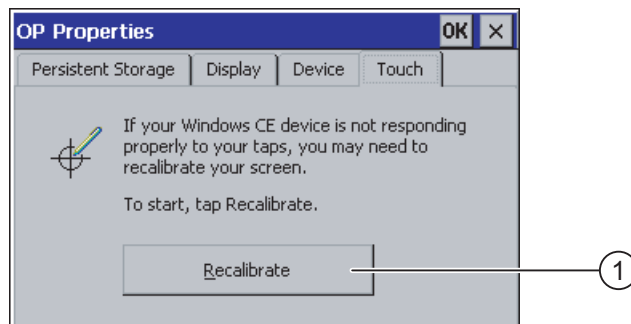 OP Properties OK ×
Persistent Storage Display Device Touch
If your Windows CE device is not responding
properly to your taps, you may need to
recalibrate your screen.
To start, tap Recalibrate.
Recalibrate
1